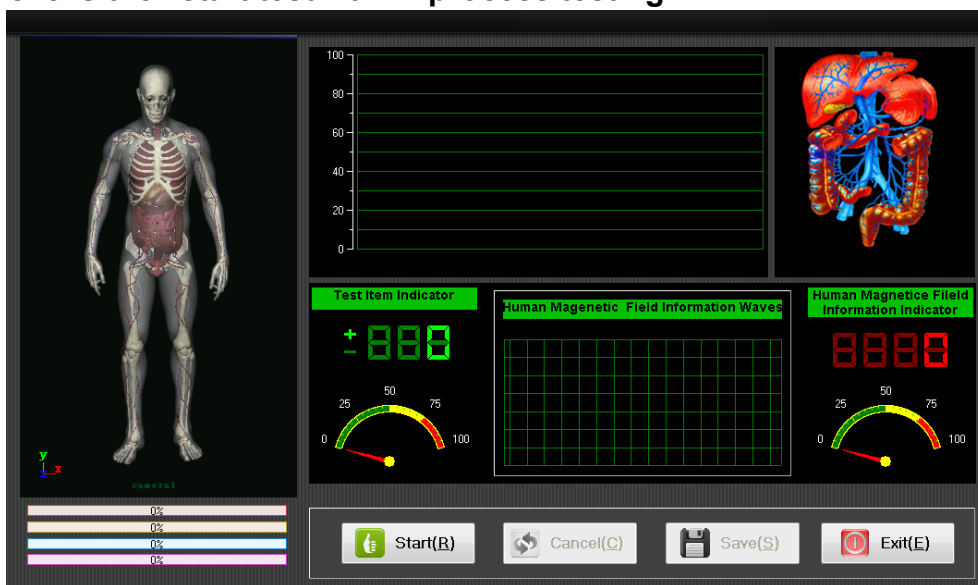 100
80
60
40
20
0
Test Item Indicator
+
-
0
50
25
75
0
100
Human Magenetic Field Information Waves
Human Magnetice Fileld
Information Indicator
0
50
25
75
0
100
y
x
z
camera1
0%
0%
0%
0%
Start(R)
Cancel(C)
Save(S)
Exit(E)